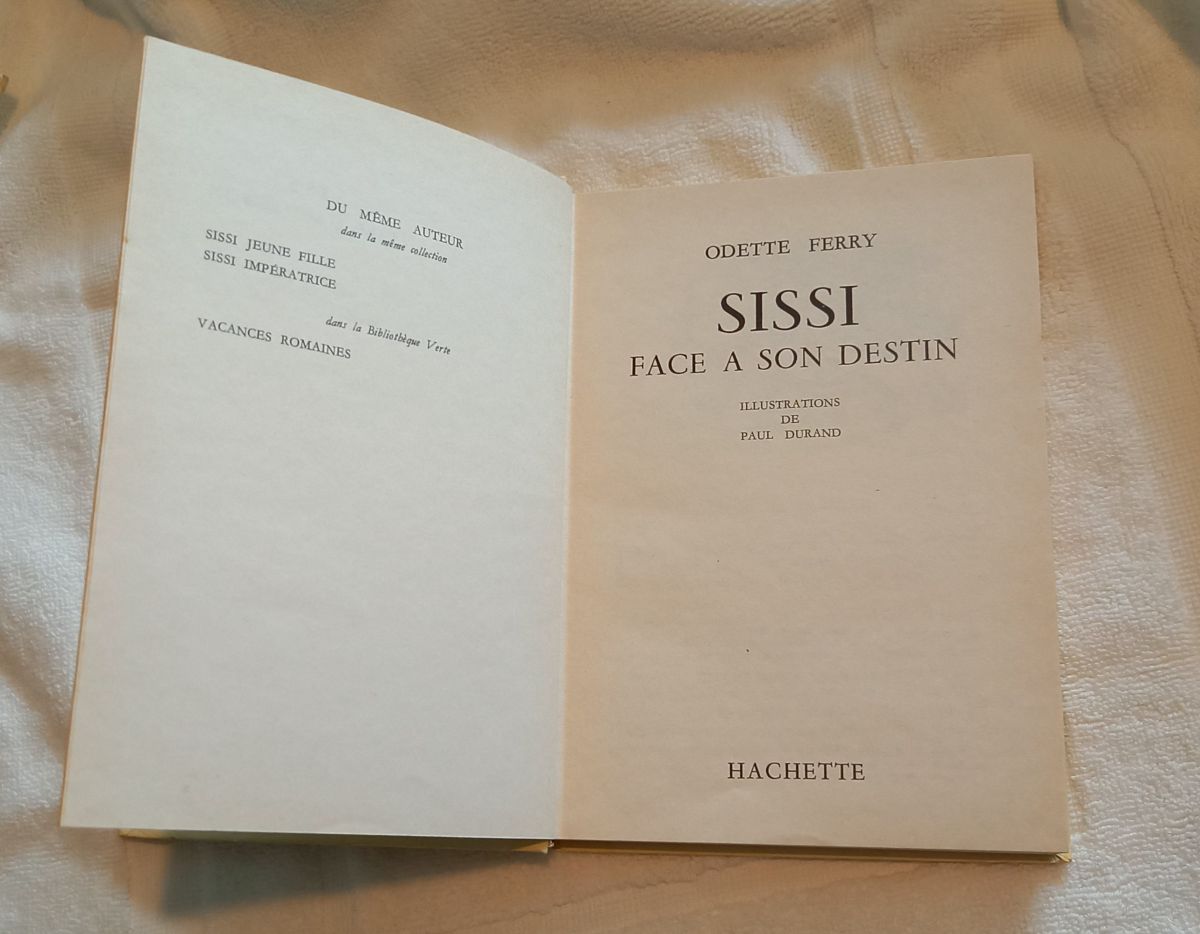 DU MÊME AUTEUR
dans la même collection
SISSI JEUNE FILLE
SISSI IMPÉRATRICE
dans la Bibliothèque Verte
VACANCES ROMAINES
ODETTE FERRY
SISSI
FACE A SON DESTIN
ILLUSTRATIONS
DE
PAUL DURAND
HACHETTE